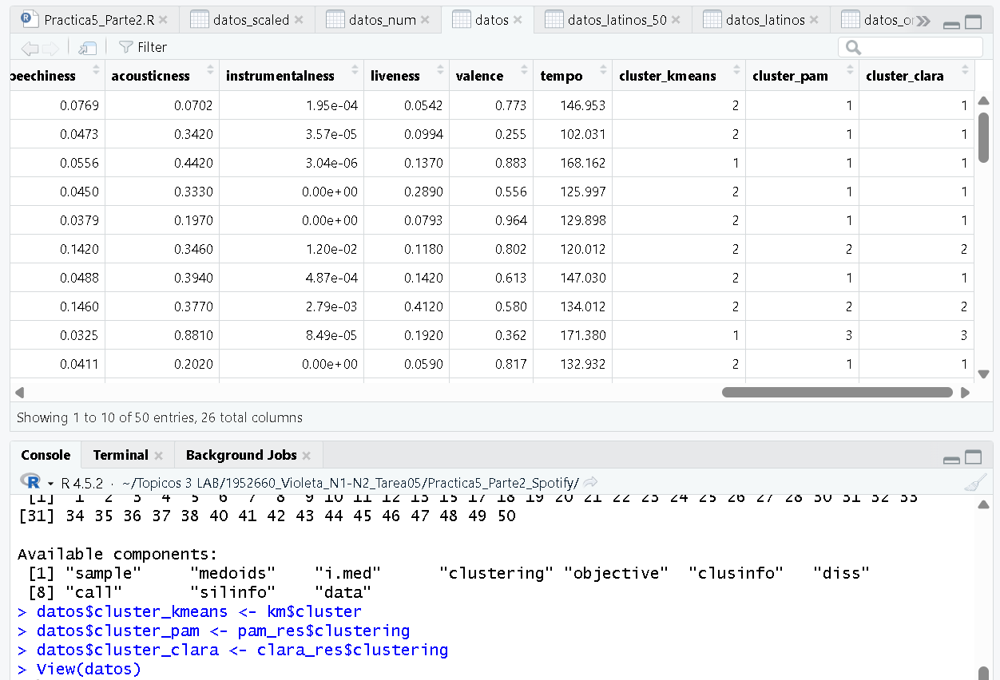 Practica5_Parte2.R datos_scaled datos_num datos datos_latinos_50 datos_latinos datos_or
Filter
beechiness acousticness instrumentalness liveness valence tempo cluster_kmeans cluster_pam cluster_clara
0.0769 0.0702 1.95e-04 0.0542 0.773 146.953 2 1 1
0.0473 0.3420 3.57e-05 0.0994 0.255 102.031 2 1 1
0.0556 0.4420 3.04e-06 0.1370 0.883 168.162 1 1 1
0.0450 0.3330 0.00e+00 0.2890 0.556 125.997 2 1 1
0.0379 0.1970 0.00e+00 0.0793 0.964 129.898 2 1 1
0.1420 0.3460 1.20e-02 0.1180 0.802 120.012 2 2 2
0.0488 0.3940 4.87e-04 0.1420 0.613 147.030 2 1 1
0.1460 0.3770 2.79e-03 0.4120 0.580 134.012 2 2 2
0.0325 0.8810 8.49e-05 0.1920 0.362 171.380 1 3 3
0.0411 0.2020 0.00e+00 0.0590 0.817 132.932 2 1 1
Showing 1 to 10 of 50 entries, 26 total columns
Console Terminal Background Jobs
R 4.5.2 · ~/Topicos 3 LAB/1952660_Violeta_N1-N2_Tarea05/Practica5_Parte2_Spotify/
[1] 1 2 3 4 5 6 7 8 9 10 11 12 13 15 17 18 19 20 21 22 23 24 25 26 27 28 30 31 32 33
[31] 34 35 36 37 38 40 41 42 43 44 45 46 47 48 49 50
Available components:
[1] "sample" "medoids" "i.med" "clustering" "objective" "clusinfo" "diss"
[8] "call" "silinfo" "data"
> datos$cluster_kmeans <- km$cluster
> datos$cluster_pam <- pam_res$clustering
> datos$cluster_clara <- clara_res$clustering
> View(datos)